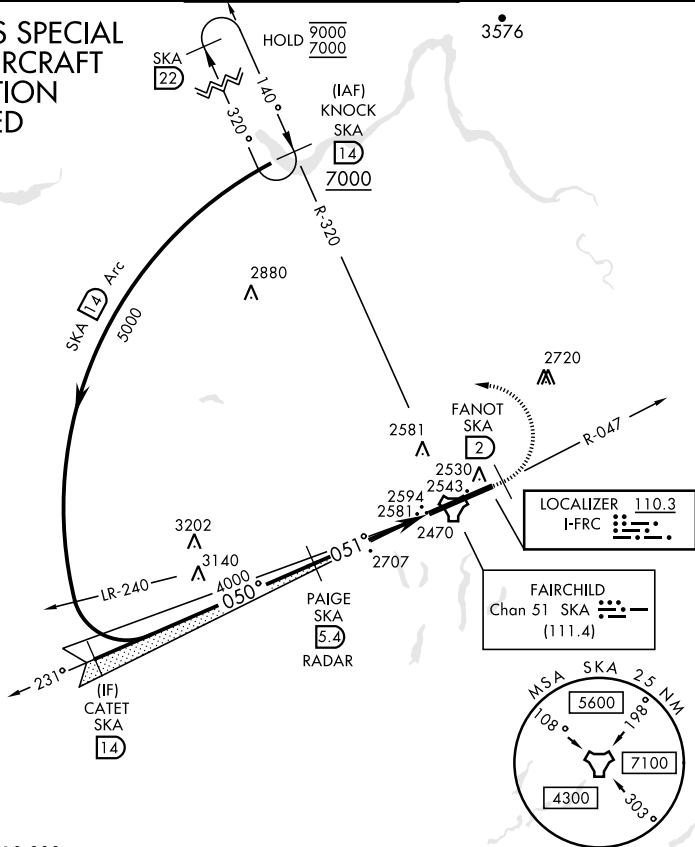 S SPECIAL
RCRAFT
TION
ED
SKA
22
HOLD 9000
7000
3576
140°
320°
(IAF)
KNOCK
SKA
14
7000
R-320
SKA 14 Arc
5000
2880
2720
FANOT
SKA
2
2581
R-047
2530
2543
2594
2581
2470
LOCALIZER 110.3
I-FRC
3202
3140
LR-240
4000
050°
051°
2707
PAIGE
SKA
5.4
RADAR
FAIRCHILD
Chan 51 SKA
(111.4)
231°
(IF)
CATET
SKA
14
MSA SKA 25 NM
5600
108°
198°
7100
4300
303°